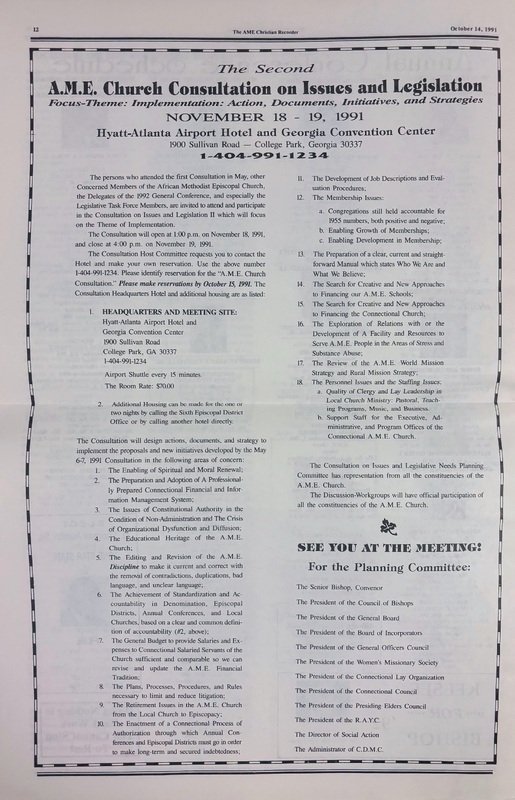 12
The AME Christian Recorder
October 14, 1991
The Second
A.M.E. Church Consultation on Issues and Legislation
Focus-Theme: Implementation: Action, Documents, Initiatives, and Strategies
NOVEMBER 18 - 19, 1991
Hyatt-Atlanta Airport Hotel and Georgia Convention Center
1900 Sullivan Road — College Park, Georgia 30337
1-404-991-1234
The persons who attended the first Consultation in May, other
Concerned Members of the African Methodist Episcopal Church,
the Delegates of the 1992 General Conference, and especially the
Legislative Task Force Members, are invited to attend and participate
in the Consultation on Issues and Legislation II which will focus
on the Theme of Implementation.
The Consultation will open at 1:00 p.m. on November 18, 1991,
and close at 4:00 p.m. on November 19, 1991.
The Consultation Host Committee requests you to contact the
Hotel and make your own reservation. Use the above number
1-404-991-1234. Please identify reservation for the "A.M.E. Church
Consultation." Please make reservations by October 15, 1991. The
Consultation Headquarters Hotel and additional housing are as listed:
1. HEADQUARTERS AND MEETING SITE:
Hyatt-Atlanta Airport Hotel and
Georgia Convention Center
1900 Sullivan Road
College Park, GA 30337
1-404-991-1234
Airport Shuttle every 15 minutes.
The Room Rate: $70.00
2. Additional Housing can be made for the one or
two nights by calling the Sixth Episcopal District
Office or by calling another hotel directly.
The Consultation will design actions, documents, and strategy to
implement the proposals and new initiatives developed by the May
6-7, 1991 Consultation in the following areas of concern:
1. The Enabling of Spiritual and Moral Renewal;
2. The Preparation and Adoption of A Professional-
ly Prepared Connectional Financial and Infor-
mation Management System;
3. The Issues of Constitutional Authority in the
Condition of Non-Administration and The Crisis
of Organizational Dysfunction and Diffusion;
4. The Educational Heritage of the A.M.E.
Church;
5. The Editing and Revision of the A.M.E.
Discipline to make it current and correct with
the removal of contradictions, duplications, bad
language, and unclear language;
6. The Achievement of Standardization and Ac-
countability in Denomination, Episcopal
Districts, Annual Conferences, and Local
Churches, based on a clear and common defini-
tion of accountability (#2, above);
7. The General Budget to provide Salaries and Ex-
penses to Connectional Salaried Servants of the
Church sufficient and comparable so we can
revise and update the A.M.E. Financial
Tradition;
8. The Plans, Processes, Procedures, and Rules
necessary to limit and reduce litigation;
9. The Retirement Issues in the A.M.E. Church
from the Local Church to Episcopacy;
10. The Enactment of a Connectional Process of
Authorization through which Annual Con-
ferences and Episcopal Districts must go in order
to make long-term and secured indebtedness;
11. The Development of Job Descriptions and Eval-
uation Procedures;
12. The Membership Issues:
a. Congregations still held accountable for
1955 numbers, both positive and negative;
b. Enabling Growth of Memberships;
c. Enabling Development in Membership;
13. The Preparation of a clear, current and straight-
forward Manual which states Who We Are and
What We Believe;
14. The Search for Creative and New Approaches
to Financing our A.M.E. Schools;
15. The Search for Creative and New Approaches
to Financing the Connectional Church;
16. The Exploration of Relations with or the
Development of A Facility and Resources to
Serve A.M.E. People in the Areas of Stress and
Substance Abuse;
17. The Review of the A.M.E. World Mission
Strategy and Rural Mission Strategy;
18. The Personnel Issues and the Staffing Issues:
a. Quality of Clergy and Lay Leadership in
Local Church Ministry: Pastoral, Teach-
ing Programs, Music, and Business.
b. Support Staff for the Executive, Ad-
ministrative, and Program Offices of the
Connectional A.M.E. Church.
The Consultation on Issues and Legislative Needs Planning
Committee has representation from all the constituencies of the
A.M.E. Church.
The Discussion-Workgroups will have official participation of
all the constituencies of the A.M.E. Church.
SEE YOU AT THE MEETING!
For the Planning Committee:
The Senior Bishop, Convenor
The President of the Council of Bishops
The President of the General Board
The President of the Board of Incorporators
The President of the General Officers Council
The President of the Women's Missionary Society
The President of the Connectional Lay Organization
The President of the Connectional Council
The President of the Presiding Elders Council
The President of the R.A.Y.C.
The Director of Social Action
The Administrator of C.D.M.C.